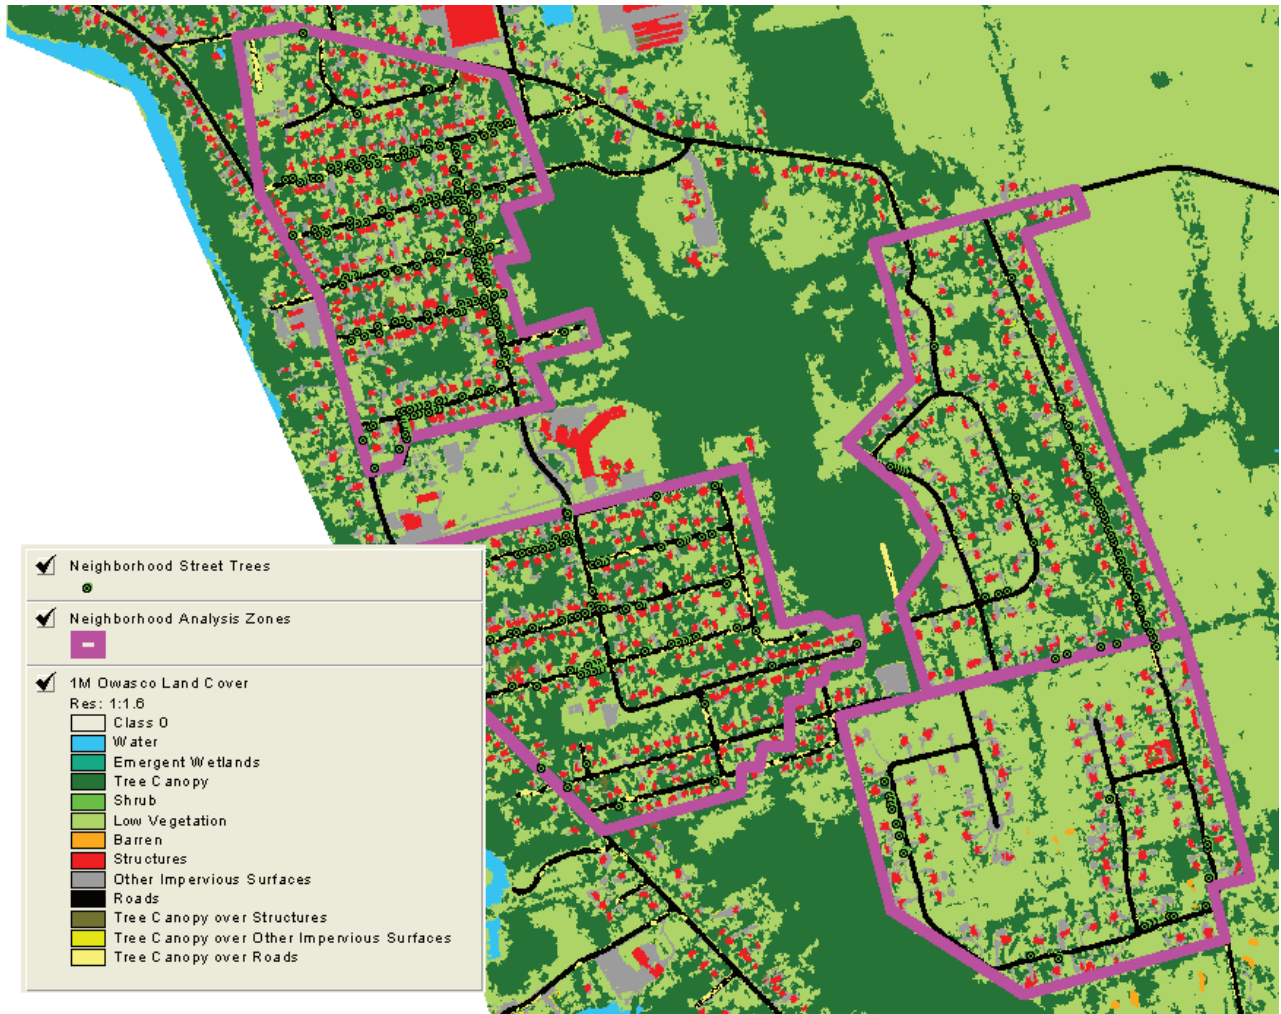 Neighborhood Street Trees
Neighborhood Analysis Zones
1M Owasco Land Cover
Res: 1:1.6
Class 0
Water
Emergent Wetlands
Tree Canopy
Shrub
Low Vegetation
Barren
Structures
Other Impervious Surfaces
Roads
Tree Canopy over Structures
Tree Canopy over Other Impervious Surfaces
Tree Canopy over Roads